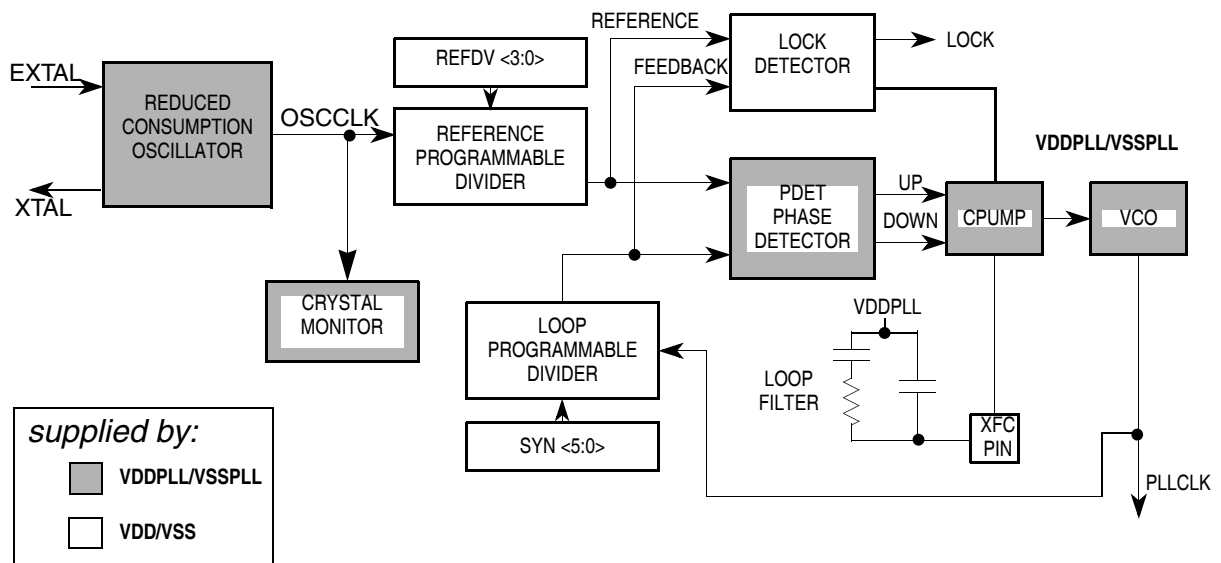 REFERENCE
LOCK
DETECTOR
LOCK
REFDV <3:0>
FEEDBACK
EXTAL
REDUCED
CONSUMPTION
OSCILLATOR
OSCCLK
REFERENCE
PROGRAMMABLE
DIVIDER
XTAL
VDDPLL/VSSPLL
PDET
PHASE
DETECTOR
UP
DOWN
CPUMP
VCO
CRYSTAL
MONITOR
LOOP
PROGRAMMABLE
DIVIDER
VDDPLL
LOOP
FILTER
XFC
PIN
SYN <5:0>
PLLCLK
supplied by:
VDDPLL/VSSPLL
VDD/VSS